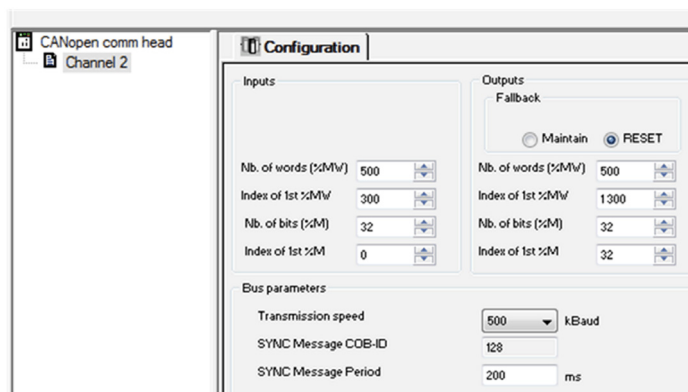 CANopen comm head
Channel 2
Configuration
Inputs
Nb. of words (%MW) 500
Index of 1st %MW 300
Nb. of bits (%M) 32
Index of 1st %M 0
Outputs
Fallback
Maintain RESET
Nb. of words (%MW) 500
Index of 1st %MW 1300
Nb. of bits (%M) 32
Index of 1st %M 32
Bus parameters
Transmission speed 500 kBaud
SYNC Message COB-ID 128
SYNC Message Period 200 ms